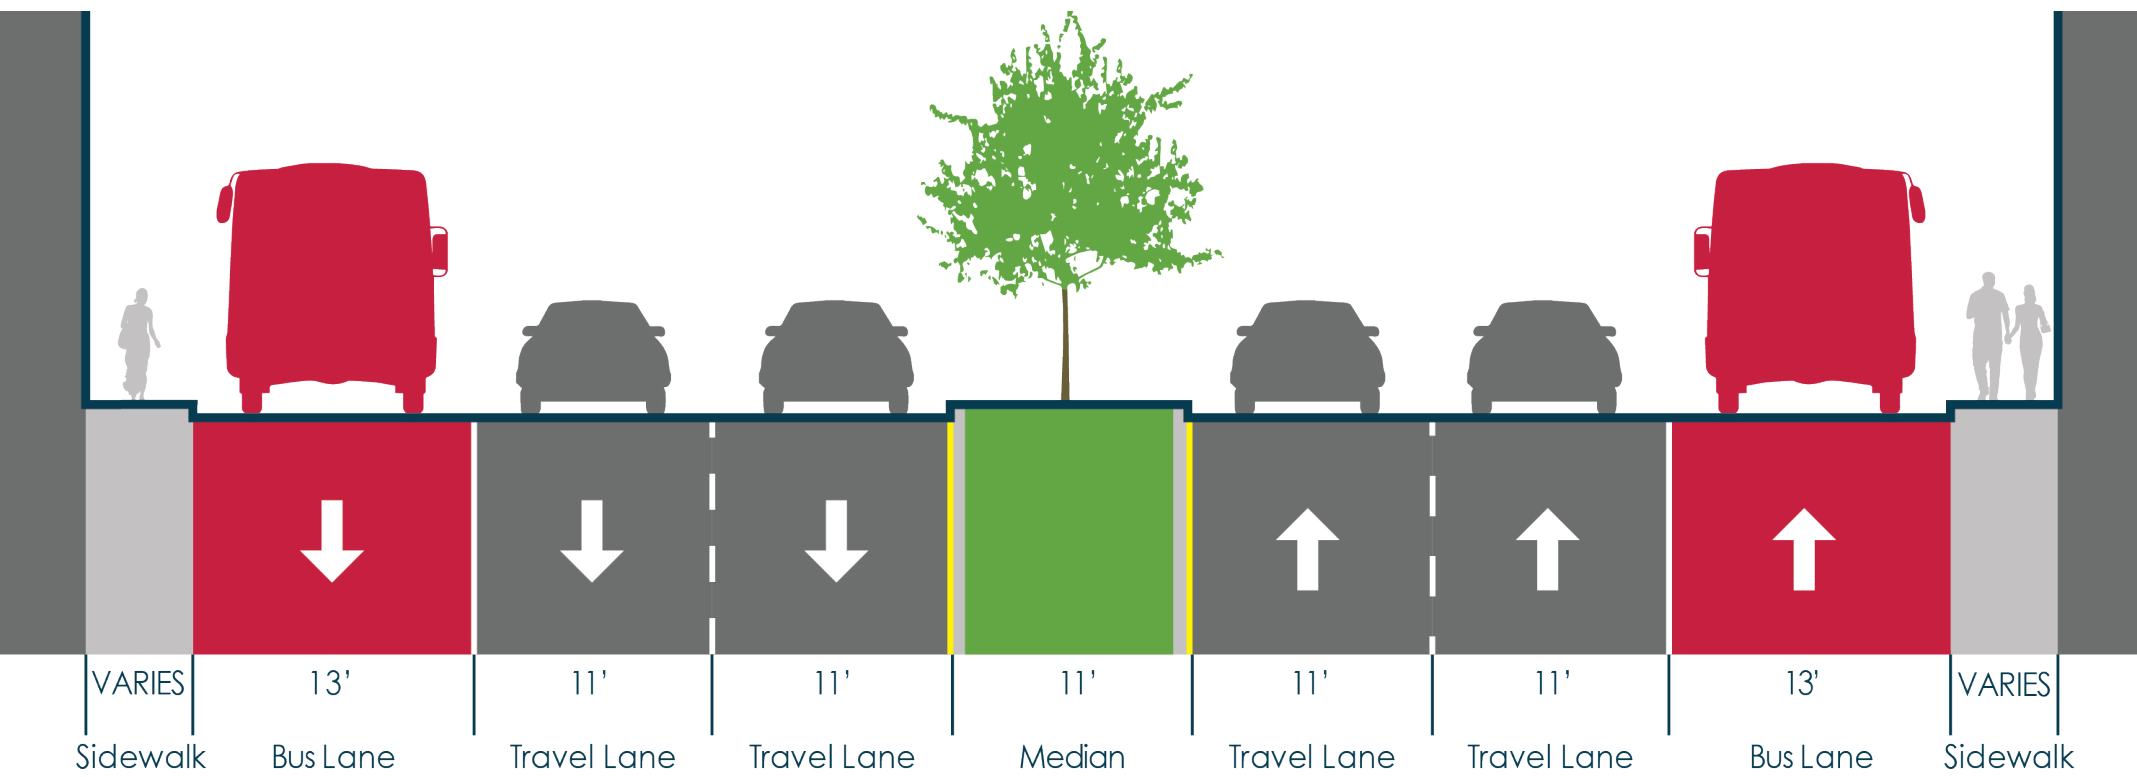 VARIES 13’ 11’ 11’ 11’ 11’ 11’ 13’ VARIES
Sidewalk Bus Lane Travel Lane Travel Lane Median Travel Lane Travel Lane Bus Lane Sidewalk